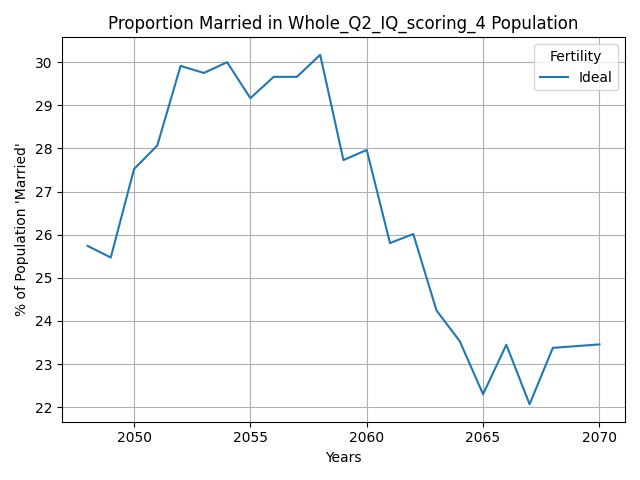 Proportion Married in Whole_Q2_IQ_scoring_4 Population
% of Population 'Married'
30
29
28
27
26
25
24
23
22
Fertility
Ideal
2050 2055 2060 2065 2070
Years